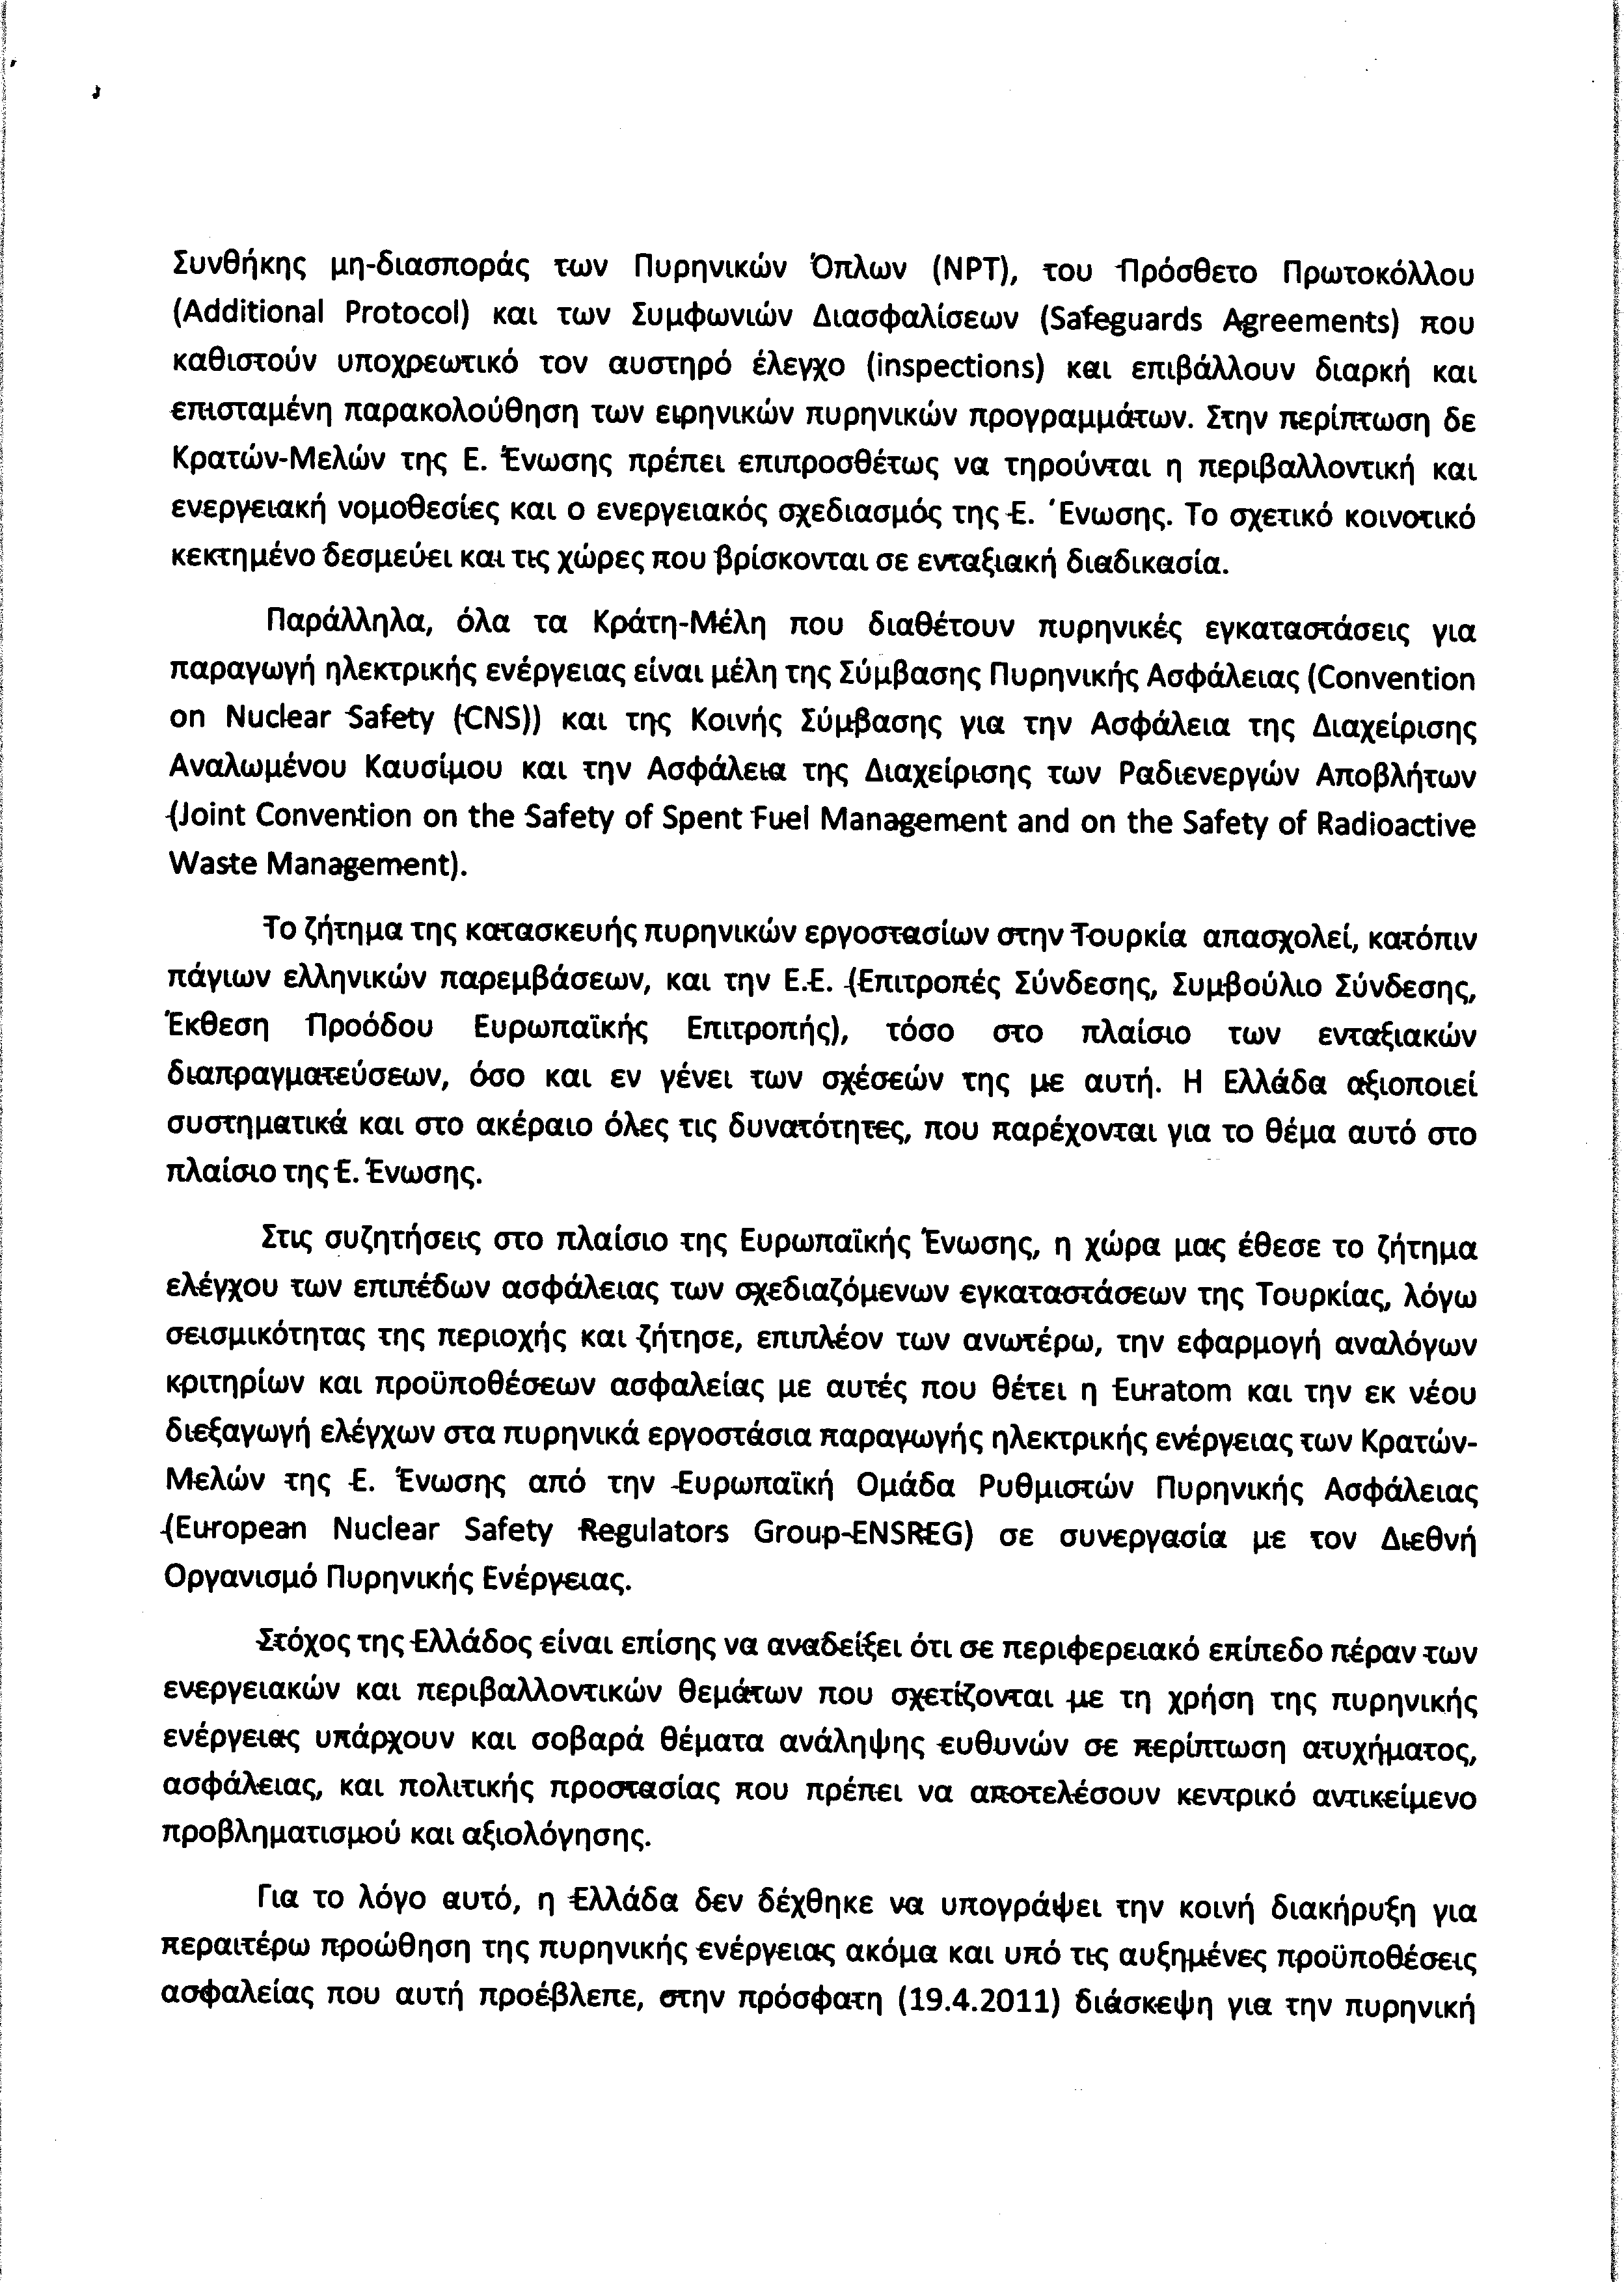 Συνθήκης μη-διασποράς των Πυρηνικών Όπλων (NPT), του Πρόσθετο Πρωτοκόλλου
(Additional Protocol) και των Συμφωνιών Διασφαλίσεων (Safeguards Agreements) που
καθιστούν υποχρεωτικό τον αυστηρό έλεγχο (inspections) και επιβάλλουν διαρκή και
επισταμένη παρακολούθηση των ειρηνικών πυρηνικών προγραμμάτων. Στην περίπτωση δε
Κρατών-Μελών της Ε. Ένωσης πρέπει επιπροσθέτως να τηρούνται η περιβαλλοντική και
ενεργειακή νομοθεσίες και ο ενεργειακός σχεδιασμός της Ε. Ένωσης. Το σχετικό κοινοτικό
κεκτημένο δεσμεύει και τις χώρες που βρίσκονται σε ενταξιακή διαδικασία.
Παράλληλα, όλα τα Κράτη-Μέλη που διαθέτουν πυρηνικές εγκαταστάσεις για
παραγωγή ηλεκτρικής ενέργειας είναι μέλη της Σύμβασης Πυρηνικής Ασφάλειας (Convention
on Nuclear Safety (CNS)) και της Κοινής Σύμβασης για την Ασφάλεια της Διαχείρισης
Αναλωμένου Καυσίμου και την Ασφάλεια της Διαχείρισης των Ραδιενεργών Αποβλήτων
(Joint Convention on the Safety of Spent Fuel Management and on the Safety of Radioactive
Waste Management).
Το ζήτημα της κατασκευής πυρηνικών εργοστασίων στην Τουρκία απασχολεί, κατόπιν
πάγιων ελληνικών παρεμβάσεων, και την Ε.Ε. (Επιτροπές Σύνδεσης, Συμβούλιο Σύνδεσης,
Έκθεση Προόδου Ευρωπαϊκής Επιτροπής), τόσο στο πλαίσιο των ενταξιακών
διαπραγματεύσεων, όσο και εν γένει των σχέσεών της με αυτή. Η Ελλάδα αξιοποιεί
συστηματικά και στο ακέραιο όλες τις δυνατότητες, που παρέχονται για το θέμα αυτό στο
πλαίσιο της Ε. Ένωσης.
Στις συζητήσεις στο πλαίσιο της Ευρωπαϊκής Ένωσης, η χώρα μας έθεσε το ζήτημα
ελέγχου των επιπέδων ασφάλειας των σχεδιαζόμενων εγκαταστάσεων της Τουρκίας, λόγω
σεισμικότητας της περιοχής και ζήτησε, επιπλέον των ανωτέρω, την εφαρμογή αναλόγων
κριτηρίων και προϋποθέσεων ασφαλείας με αυτές που θέτει η Euratom και την εκ νέου
διεξαγωγή ελέγχων στα πυρηνικά εργοστάσια παραγωγής ηλεκτρικής ενέργειας των Κρατών-
Μελών της Ε. Ένωσης από την Ευρωπαϊκή Ομάδα Ρυθμιστών Πυρηνικής Ασφάλειας
(European Nuclear Safety Regulators Group-ENSREG) σε συνεργασία με τον Διεθνή
Οργανισμό Πυρηνικής Ενέργειας.
Στόχος της Ελλάδος είναι επίσης να αναδείξει ότι σε περιφερειακό επίπεδο πέραν των
ενεργειακών και περιβαλλοντικών θεμάτων που σχετίζονται με τη χρήση της πυρηνικής
ενέργειας υπάρχουν και σοβαρά θέματα ανάληψης ευθυνών σε περίπτωση ατυχήματος,
ασφάλειας, και πολιτικής προστασίας που πρέπει να αποτελέσουν κεντρικό αντικείμενο
προβληματισμού και αξιολόγησης.
Για το λόγο αυτό, η Ελλάδα δεν δέχθηκε να υπογράψει την κοινή διακήρυξη για
περαιτέρω προώθηση της πυρηνικής ενέργειας ακόμα και υπό τις αυξημένες προϋποθέσεις
ασφαλείας που αυτή προέβλεπε, στην πρόσφατη (19.4.2011) διάσκεψη για την πυρηνική